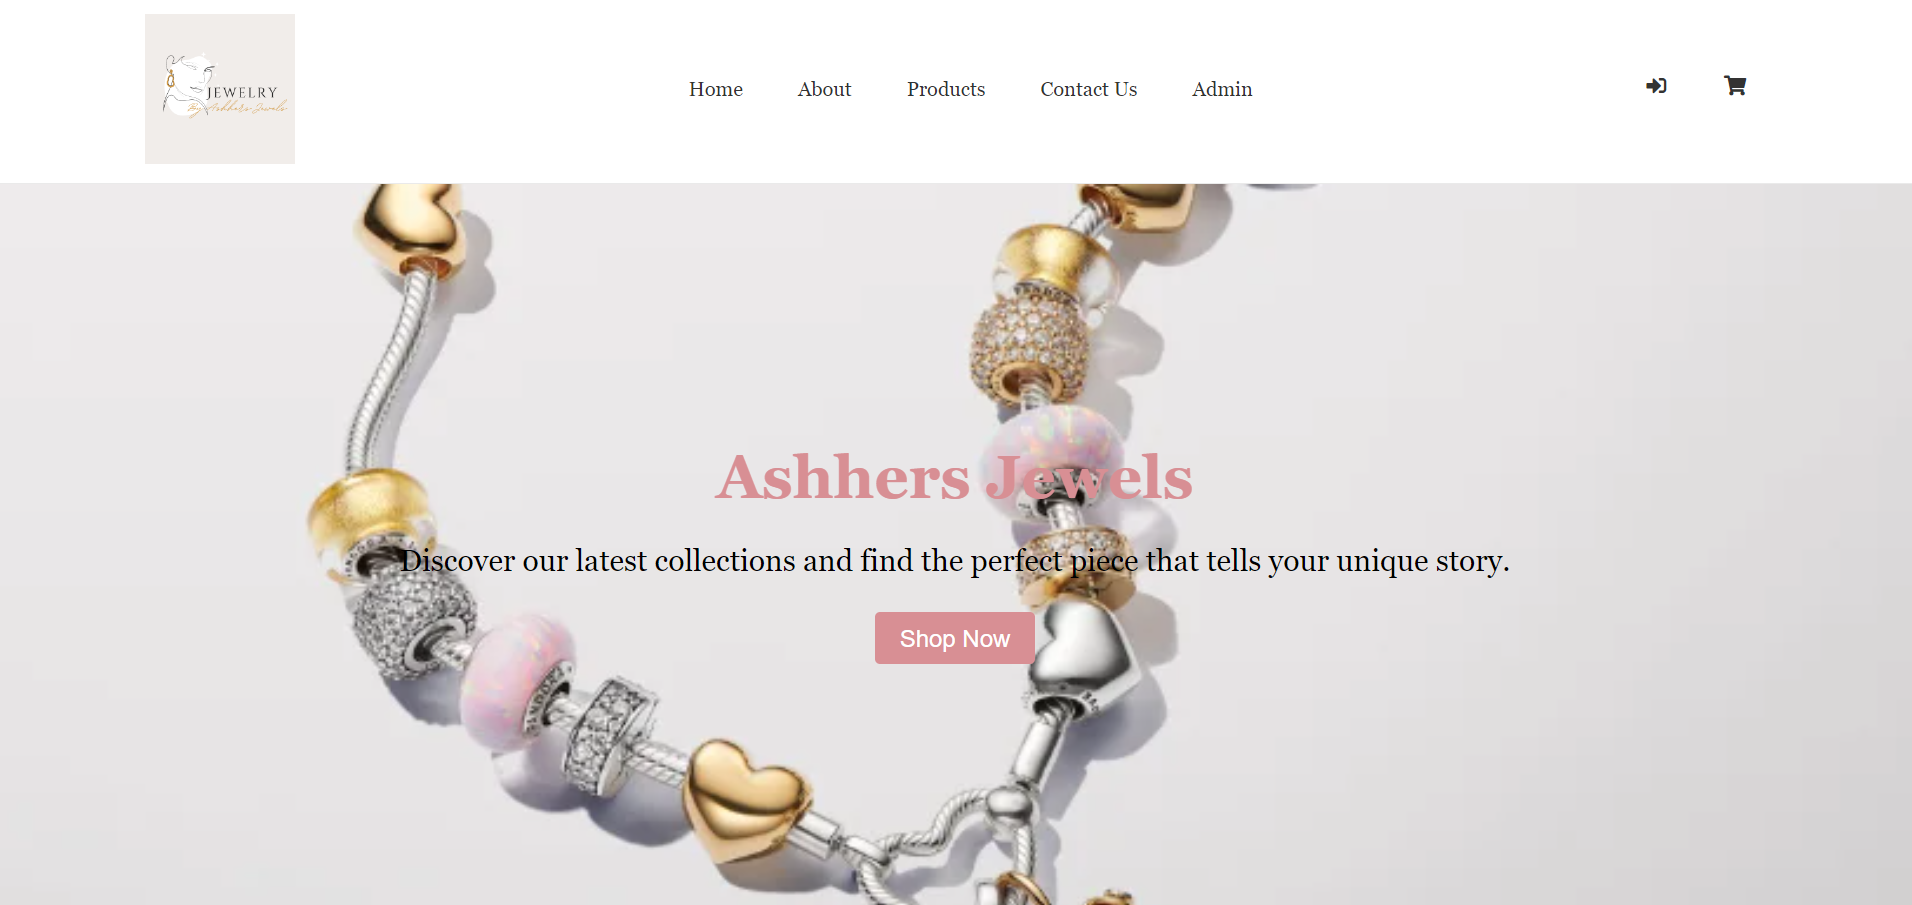 JEWELRY
By Ashhers Jewels
Home About Products Contact Us Admin
Ashhers Jewels
Discover our latest collections and find the perfect piece that tells your unique story.
Shop Now